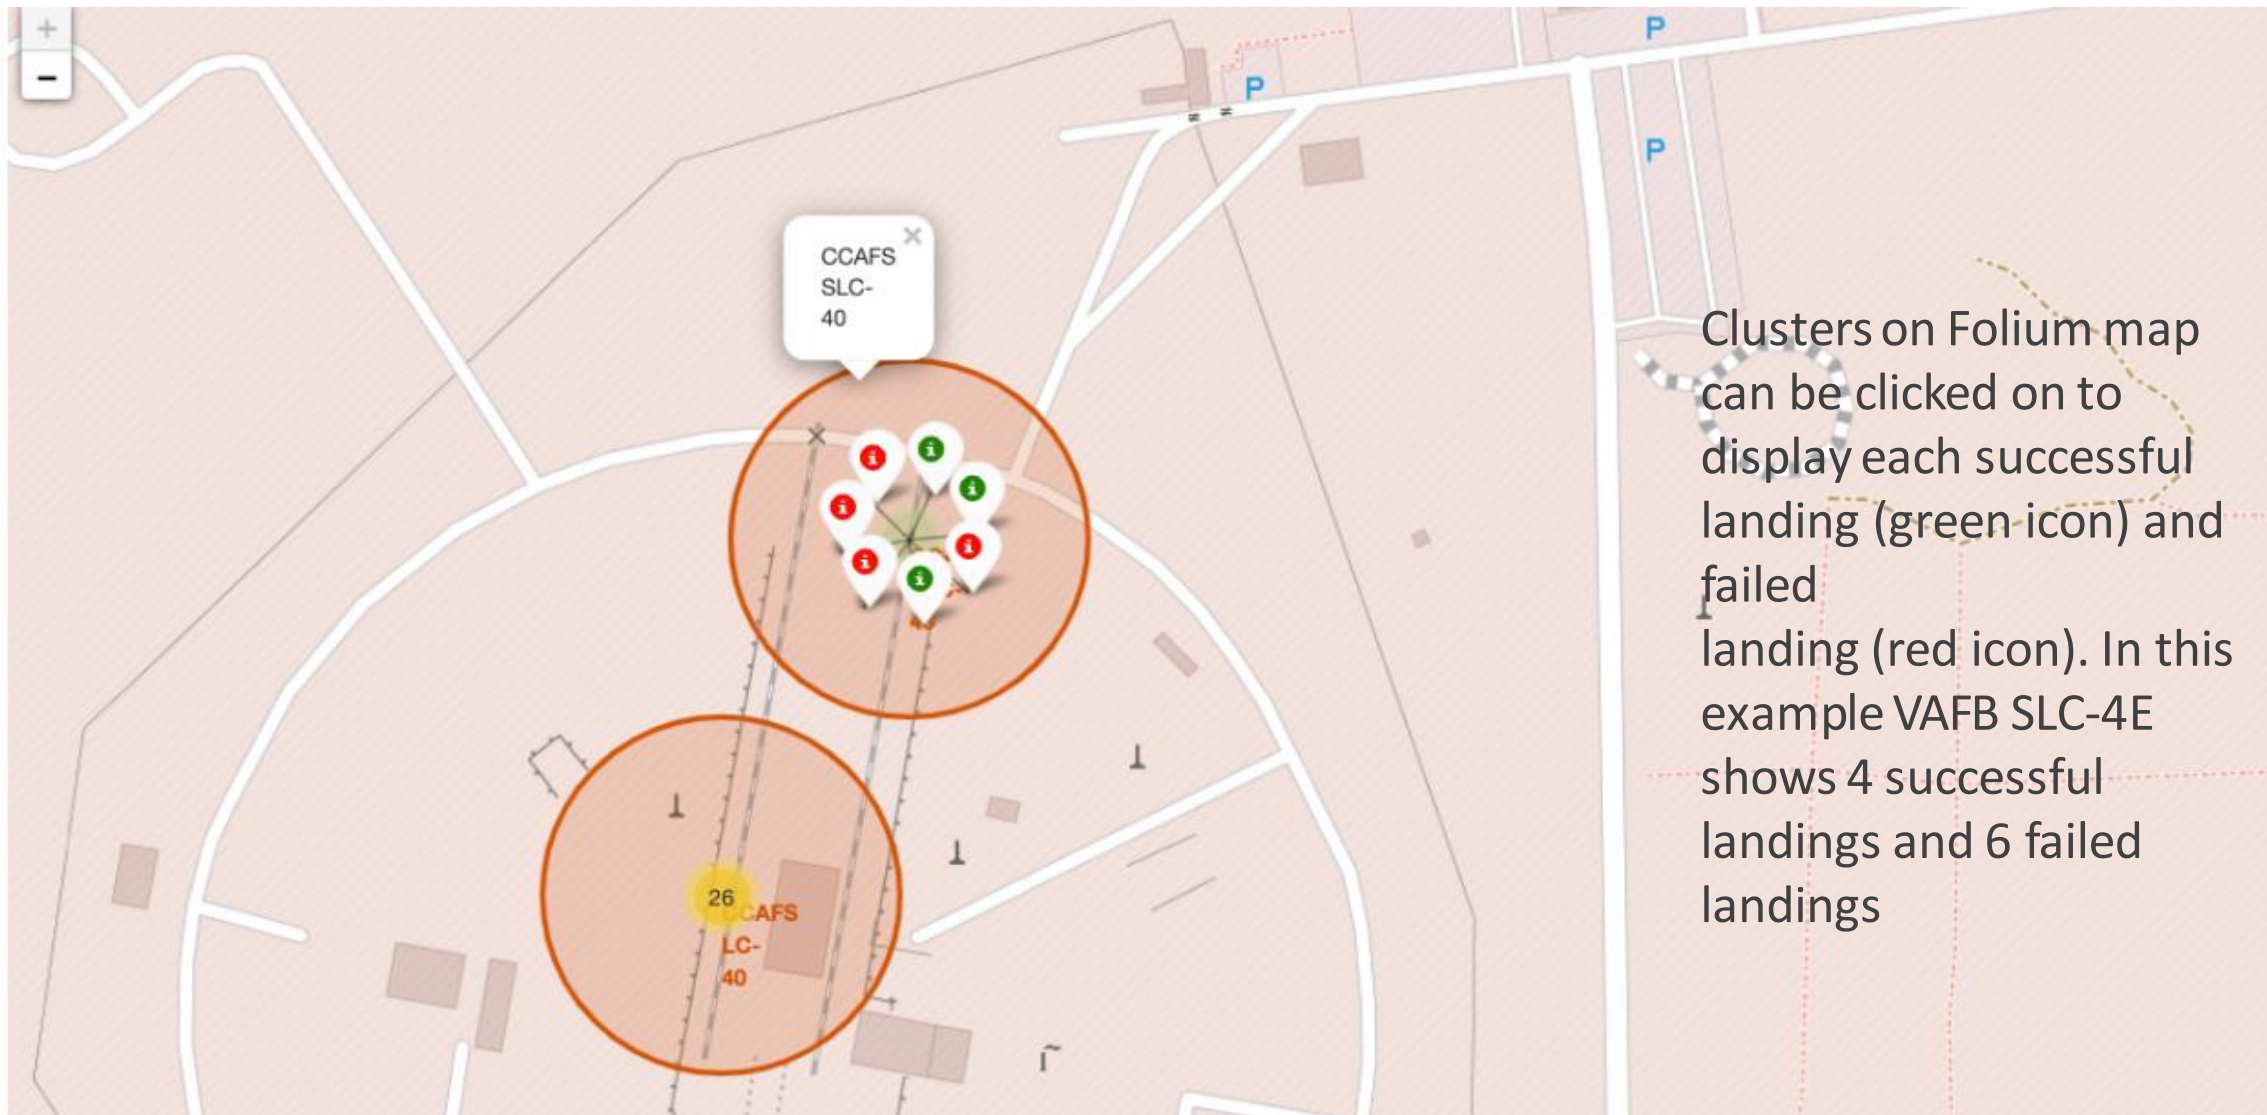 +
−
P
P
P
CCAFS
SLC-
40
×
Clusters on Folium map
can be clicked on to
display each successful
landing (green icon) and
failed
landing (red icon). In this
example VAFB SLC-4E
shows 4 successful
landings and 6 failed
landings
i
i
i
i
i
i
i
40
26
CCAFS
LC-
40